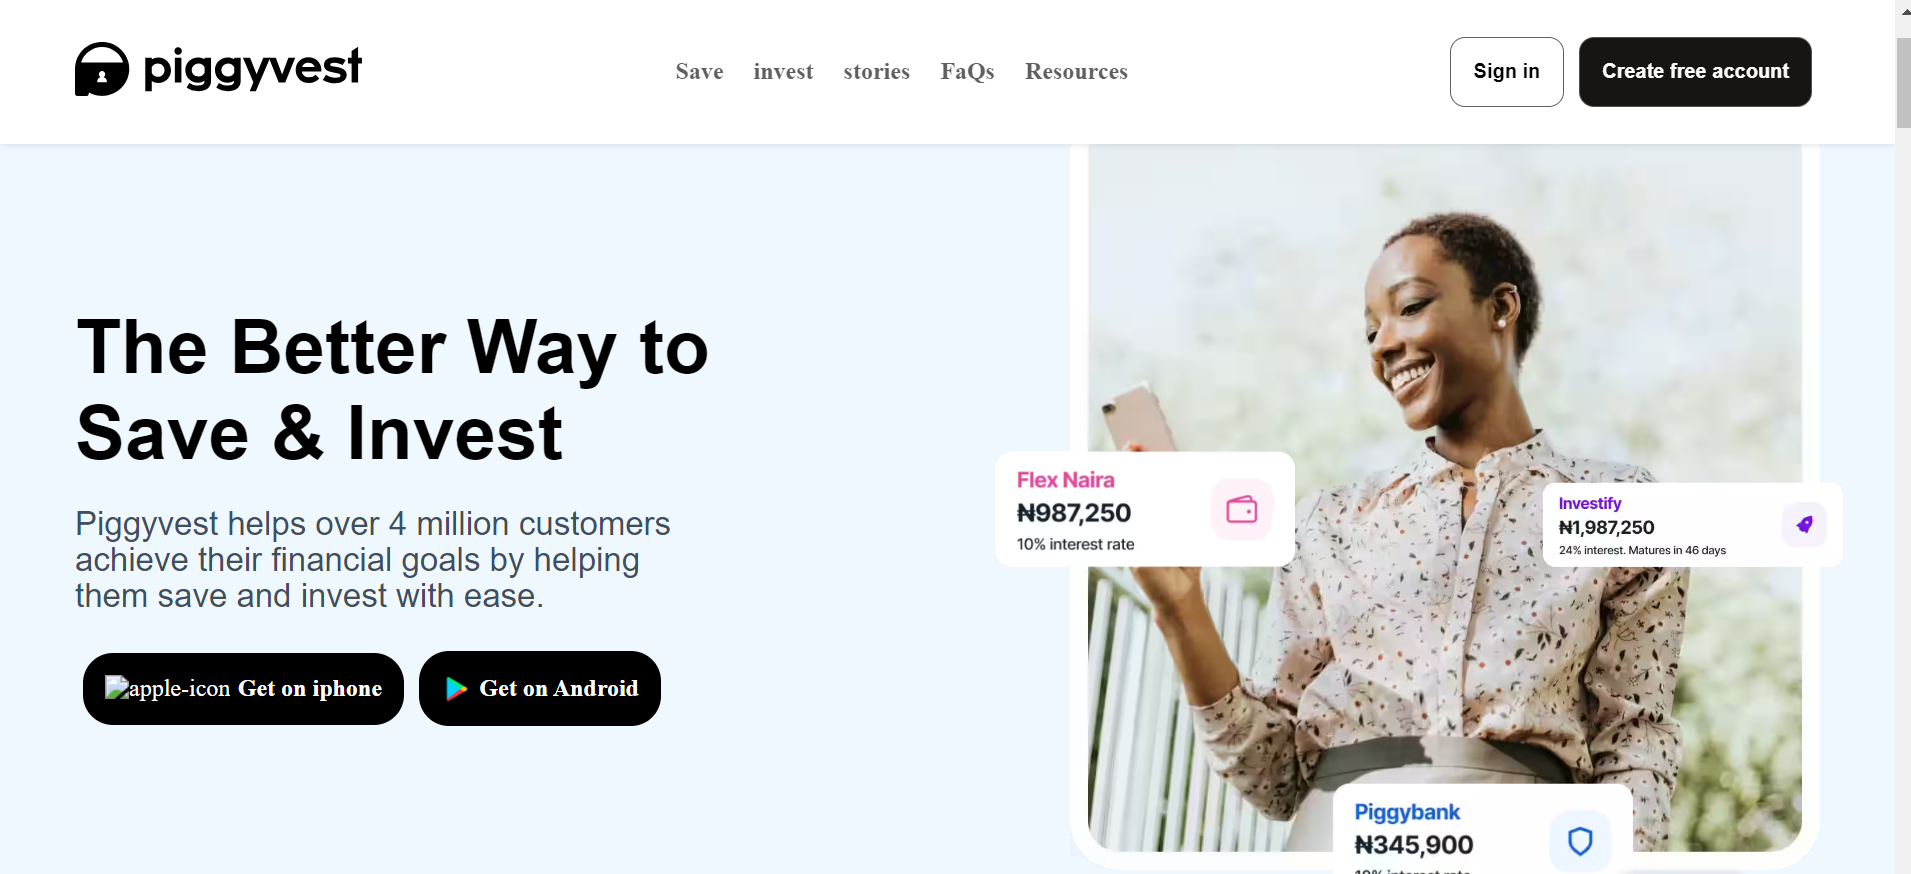 piggyvest
Save invest stories FaQs Resources
Sign in
Create free account
The Better Way to
Save & Invest
Piggyvest helps over 4 million customers
achieve their financial goals by helping
them save and invest with ease.
apple-icon Get on iphone
Get on Android
Flex Naira
₦987,250
10% interest rate
Investify
₦1,987,250
24% interest. Matures in 46 days
Piggybank
₦345,900
10% interest rate